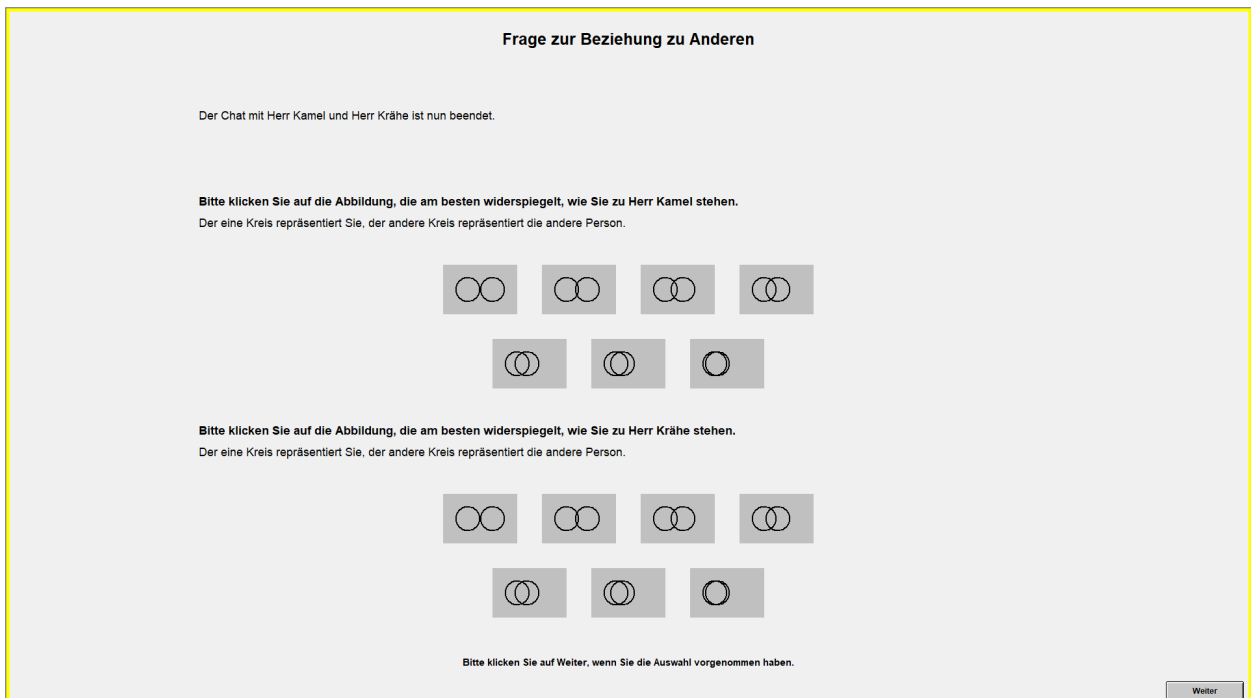 Frage zur Beziehung zu Anderen
Der Chat mit Herr Kamel und Herr Krähe ist nun beendet.
Bitte klicken Sie auf die Abbildung, die am besten widerspiegelt, wie Sie zu Herr Kamel stehen.
Der eine Kreis repräsentiert Sie, der andere Kreis repräsentiert die andere Person.
Bitte klicken Sie auf die Abbildung, die am besten widerspiegelt, wie Sie zu Herr Krähe stehen.
Der eine Kreis repräsentiert Sie, der andere Kreis repräsentiert die andere Person.
Bitte klicken Sie auf Weiter, wenn Sie die Auswahl vorgenommen haben.
Weiter